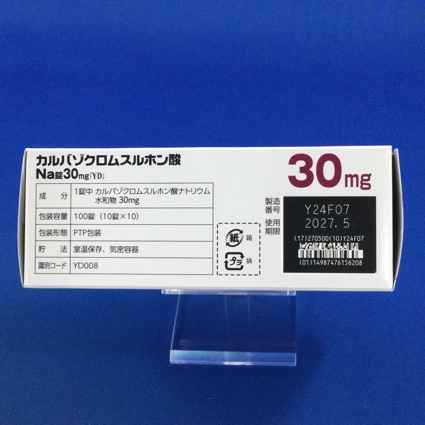 カルバゾクロムスルホン酸
Na錠30mg「YD」
成分 1錠中 カルバゾクロムスルホン酸ナトリウム
水和物 30mg
包装容量 100錠(10錠×10)
包装形態 PTP包装
貯法 室温保存、気密容器
識別コード YD008
紙 箱
プラ 袋
30mg
製造
番号 Y24F07
使用
期限 2027.5
(17)270500(10)Y24F07
(01)14987476156208